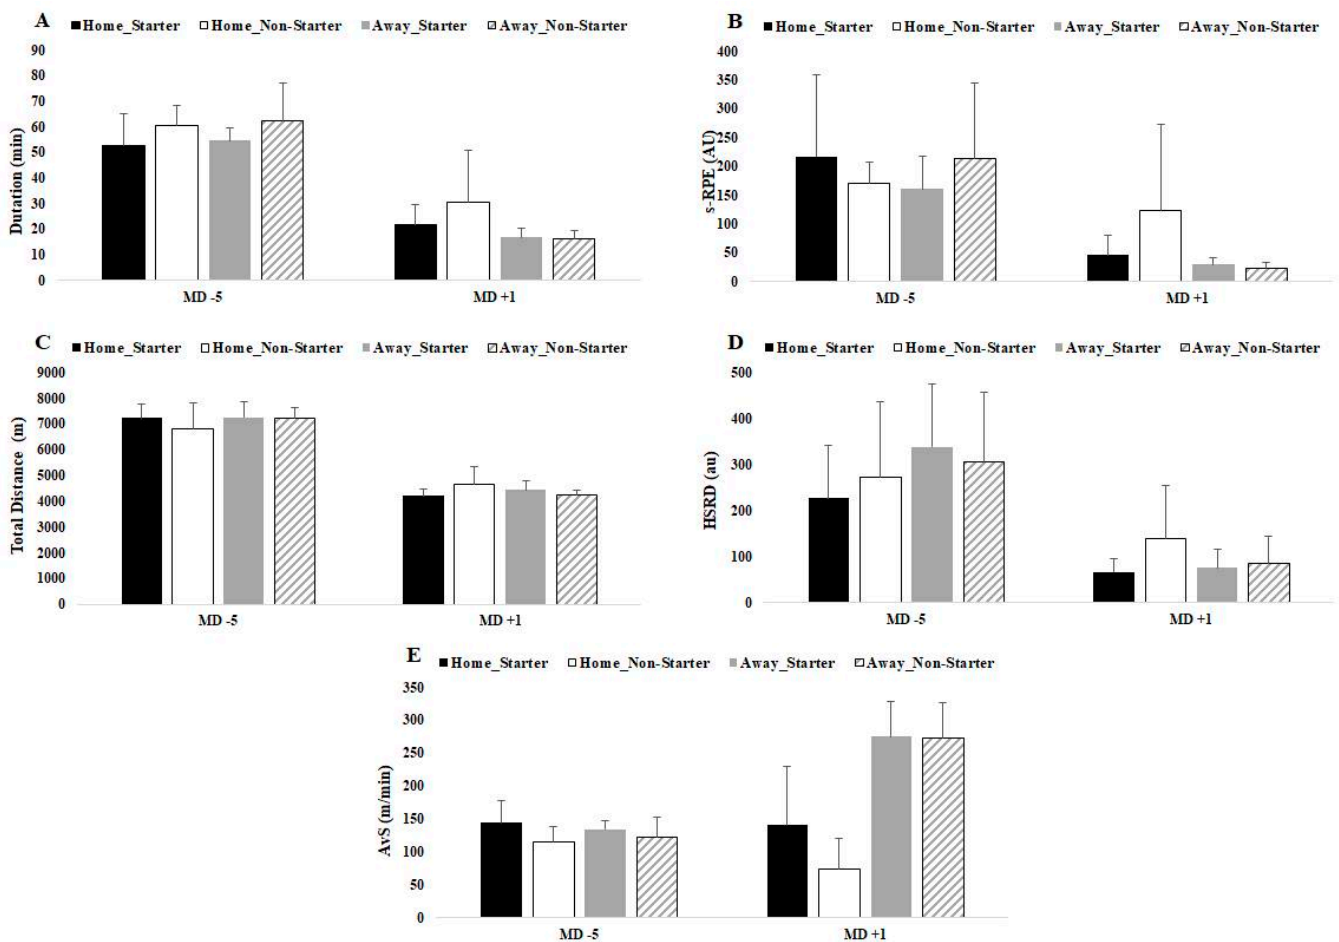 A
Home_Starter Home_Non-Starter Away_Starter Away_Non-Starter
90
80
70
60
50
40
30
20
10
0
Dutation (min)
MD -5 MD +1
B
Home_Starter Home_Non-Starter Away_Starter Away_Non-Starter
400
350
300
250
200
150
100
50
0
s-RPE (AU)
MD -5 MD +1
C
Home_Starter Home_Non-Starter Away_Starter Away_Non-Starter
9000
8000
7000
6000
5000
4000
3000
2000
1000
0
Total Distance (m)
MD -5 MD +1
D
Home_Starter Home_Non-Starter Away_Starter Away_Non-Starter
500
400
300
200
100
0
HSRD (au)
MD -5 MD +1
E
Home_Starter Home_Non-Starter Away_Starter Away_Non-Starter
350
300
250
200
150
100
50
0
AvS (m/min)
MD -5 MD +1